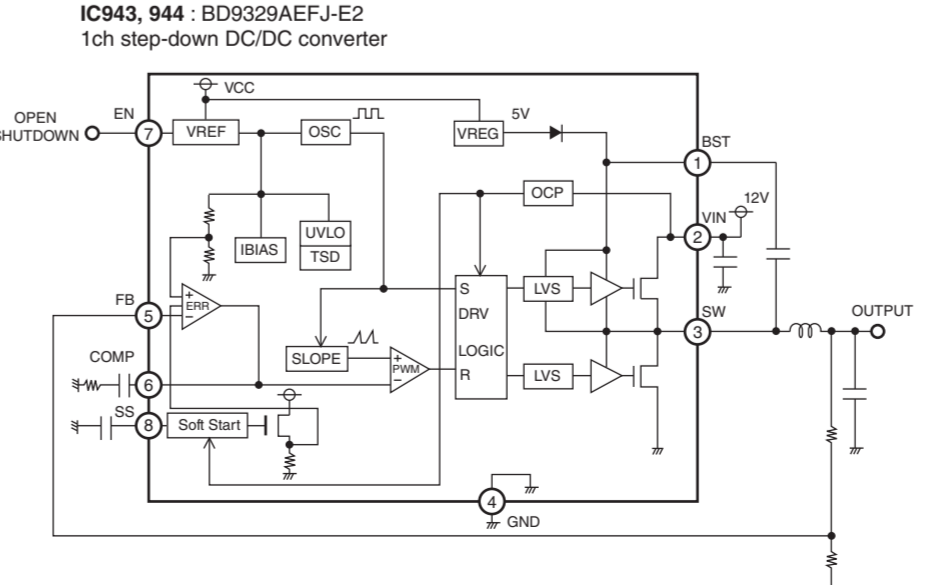 IC943, 944 : BD9329AEFJ-E2
1ch step-down DC/DC converter
VCC
OPEN
SHUTDOWN
EN
7
VREF
OSC
VREG
5V
BST
1
OCP
12V
VIN
2
UVLO
TSD
IBIAS
FB
5
+
ERR
−
S
DRV
LOGIC
R
LVS
SW
3
OUTPUT
COMP
6
SLOPE
+
PWM
−
LVS
SS
8
Soft Start
4
GND